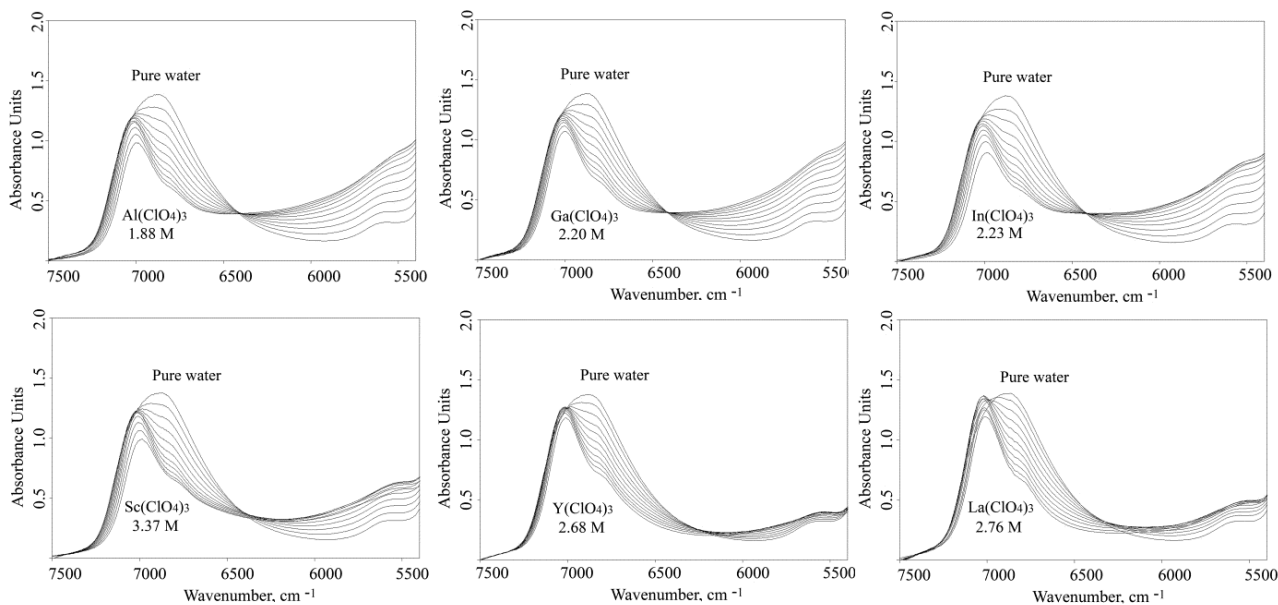 Absorbance Units
2.0
1.5
1.0
0.5
Pure water
Al(ClO4)3
1.88 M
7500 7000 6500 6000 5500
Wavenumber, cm -1
Absorbance Units
2.0
1.5
1.0
0.5
Pure water
Ga(ClO4)3
2.20 M
7500 7000 6500 6000 5500
Wavenumber, cm -1
Absorbance Units
2.0
1.5
1.0
0.5
Pure water
In(ClO4)3
2.23 M
7500 7000 6500 6000 5500
Wavenumber, cm -1
Absorbance Units
2.0
1.5
1.0
0.5
Pure water
Sc(ClO4)3
3.37 M
7500 7000 6500 6000 5500
Wavenumber, cm -1
Absorbance Units
2.0
1.5
1.0
0.5
Pure water
Y(ClO4)3
2.68 M
7500 7000 6500 6000 5500
Wavenumber, cm -1
Absorbance Units
2.0
1.5
1.0
0.5
Pure water
La(ClO4)3
2.76 M
7500 7000 6500 6000 5500
Wavenumber, cm -1